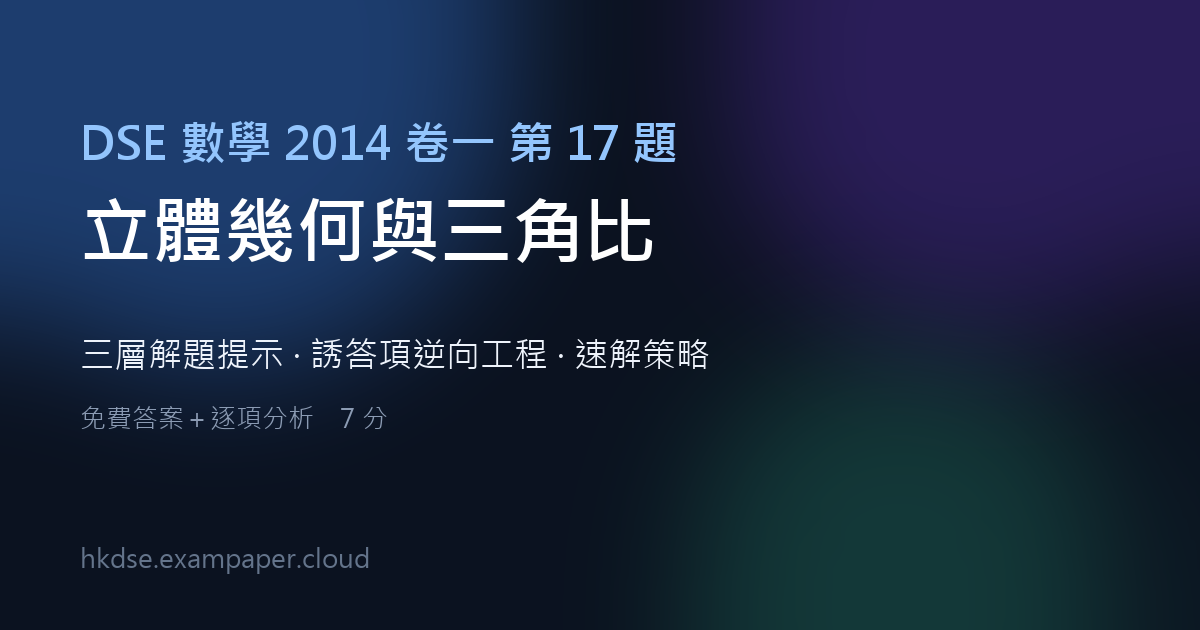 DSE 數學 2014 卷一 第 17 題
立體幾何與三角比
三層解題提示 · 誘答項逆向工程 · 速解策略
免費答案 + 逐項分析 7 分
hkdse.exampaper.cloud